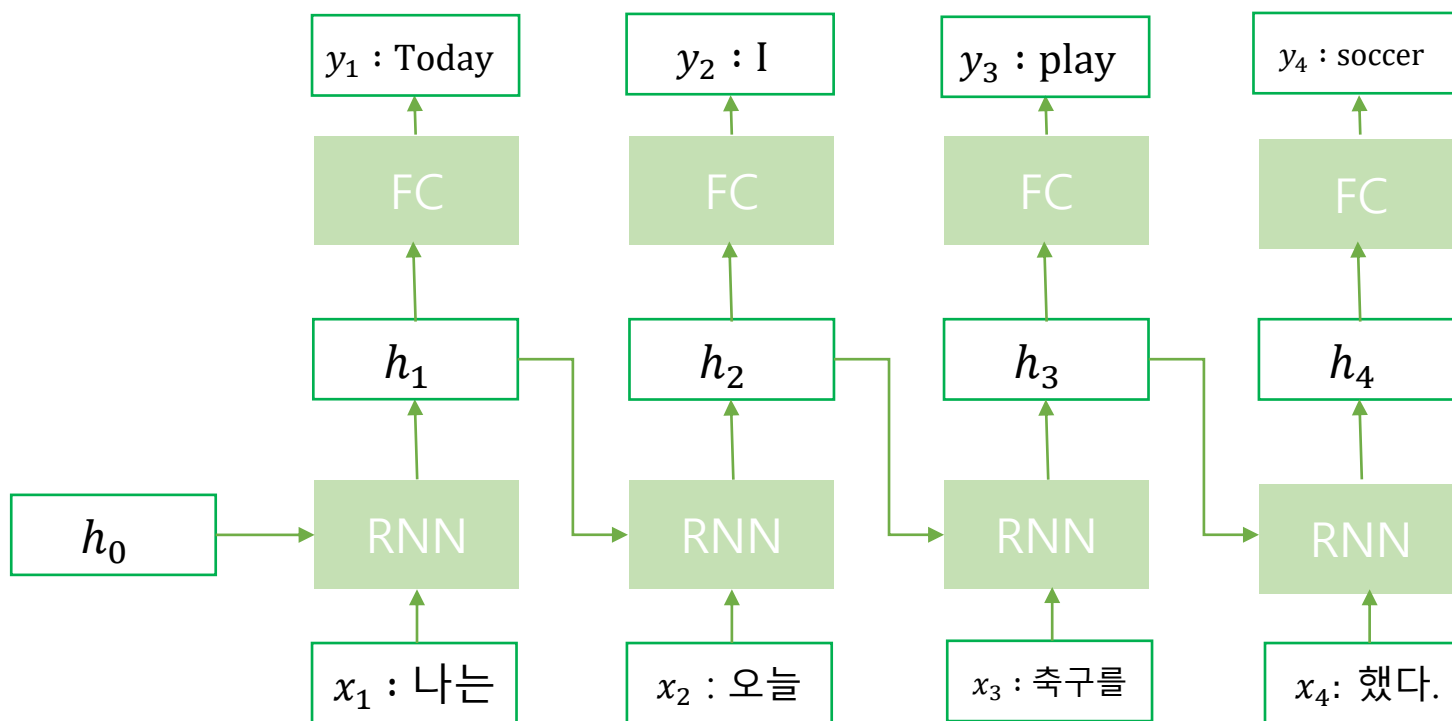 y₁ : Today
y₂ : I
y₃ : play
y₄ : soccer
FC
FC
FC
FC
h₁
h₂
h₃
h₄
h₀
RNN
RNN
RNN
RNN
x₁ : 나는
x₂ : 오늘
x₃ : 축구를
x₄: 했다.